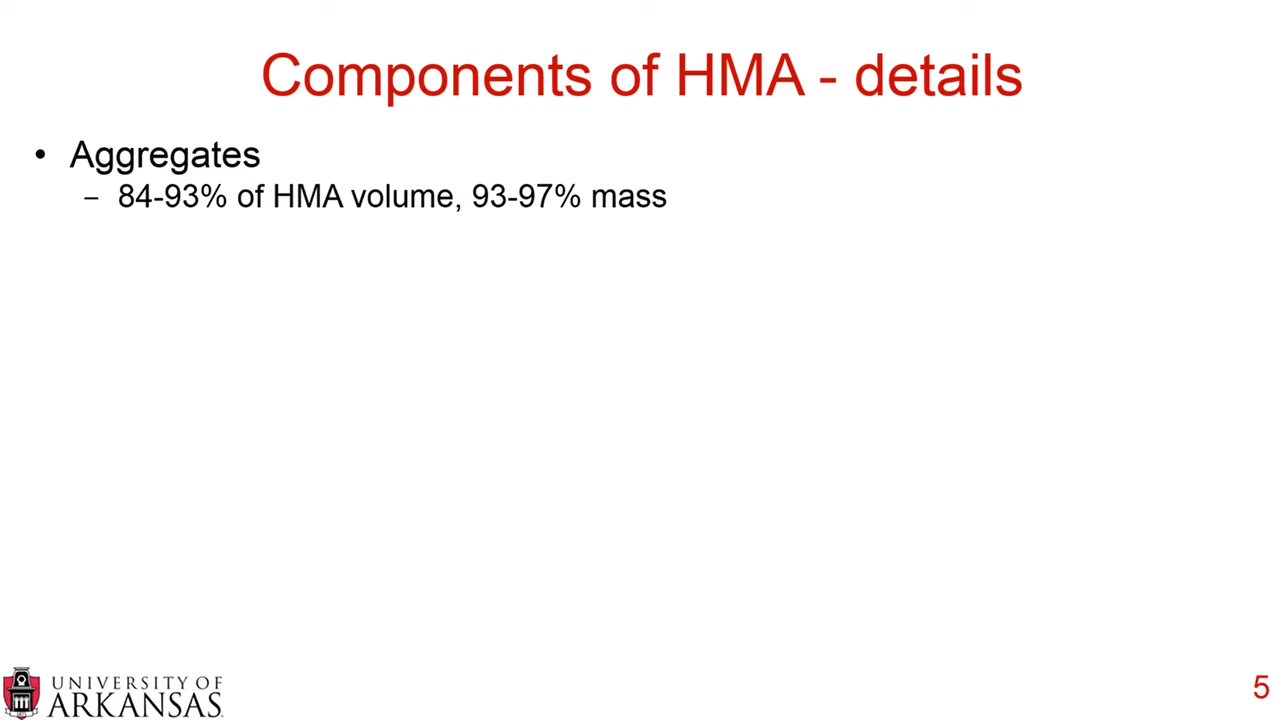 Components of HMA - details
• Aggregates
– 84-93% of HMA volume, 93-97% mass
UNIVERSITY OF
ARKANSAS
5